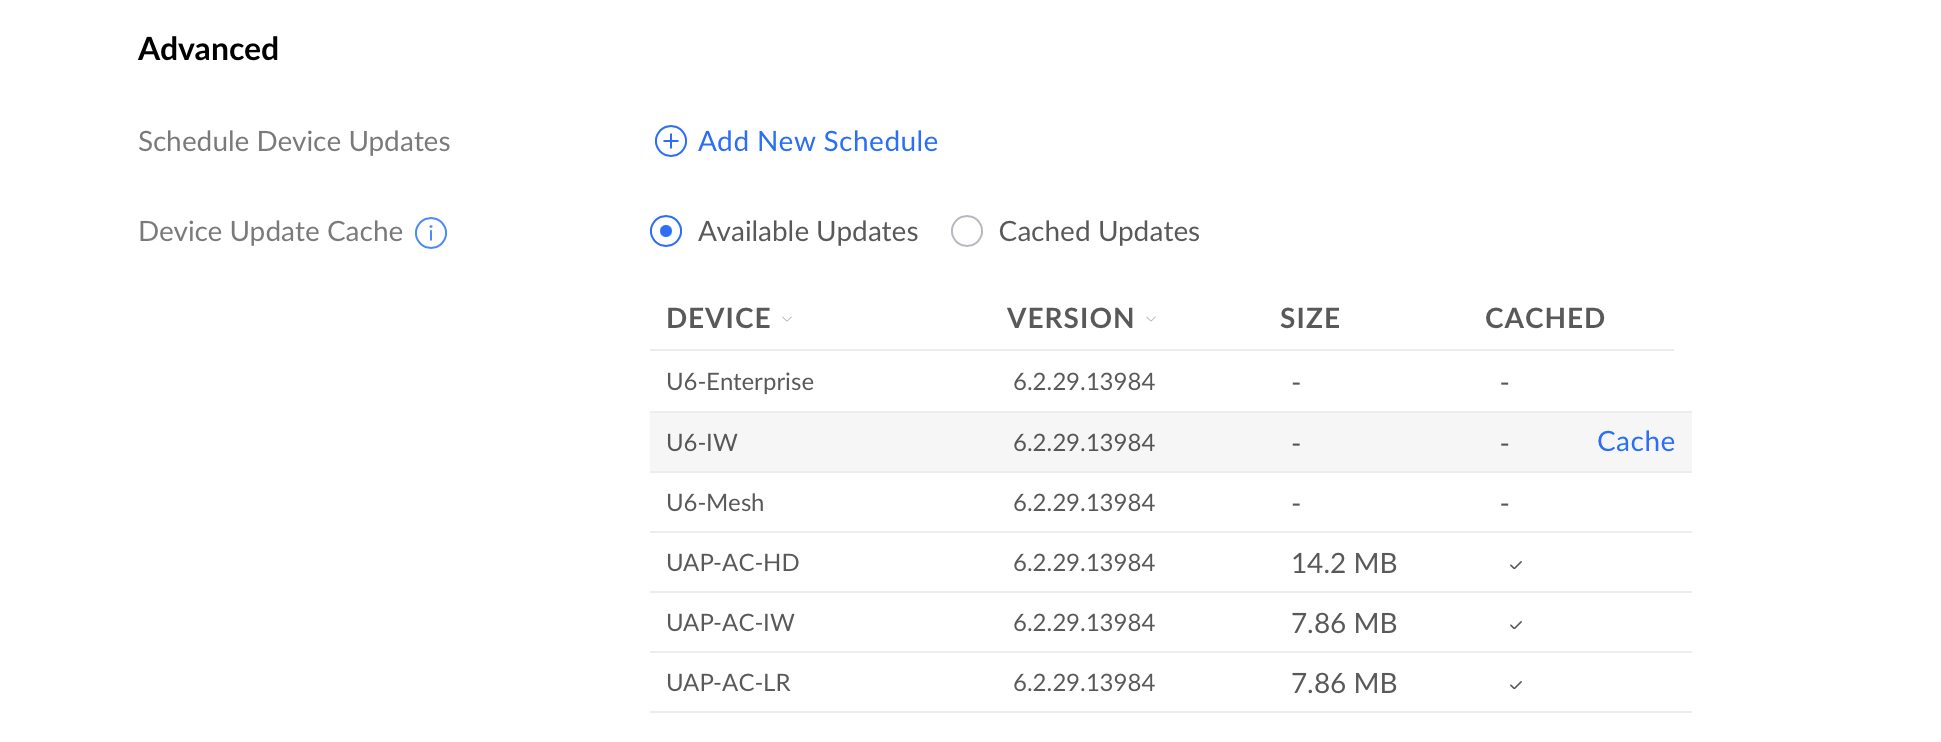 Advanced
Schedule Device Updates Add New Schedule
Device Update Cache Available Updates Cached Updates
DEVICE VERSION SIZE CACHED
U6-Enterprise 6.2.29.13984 - -
U6-IW 6.2.29.13984 - - Cache
U6-Mesh 6.2.29.13984 - -
UAP-AC-HD 6.2.29.13984 14.2 MB ✓
UAP-AC-IW 6.2.29.13984 7.86 MB ✓
UAP-AC-LR 6.2.29.13984 7.86 MB ✓